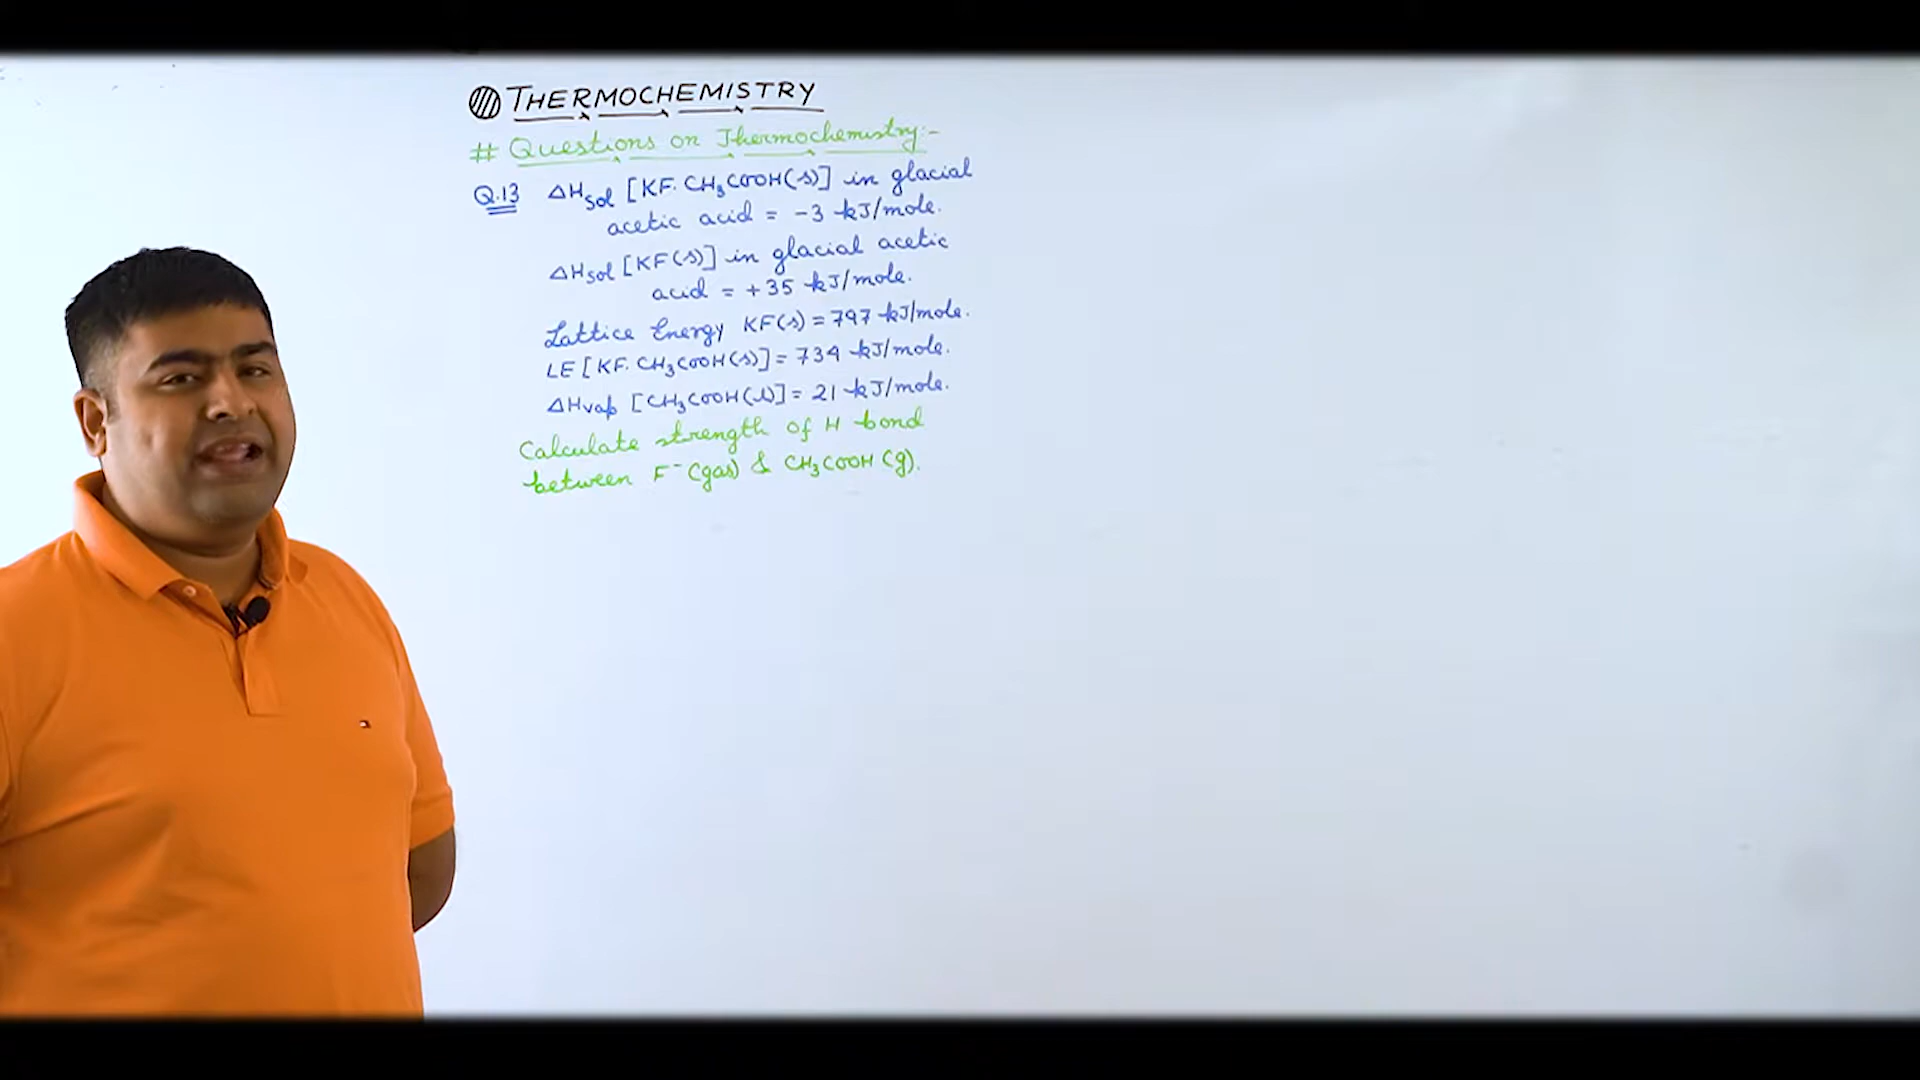 THERMOCHEMISTRY
# Questions on Thermochemistry:-
Q.13 ΔHsol [KF.CH₃COOH(s)] in glacial
acetic acid = -3 kJ/mole.
ΔHsol [KF(s)] in glacial acetic
acid = +35 kJ/mole.
Lattice Energy KF(s) = 797 kJ/mole.
LE [KF.CH₃COOH(s)] = 734 kJ/mole.
ΔHvap [CH₃COOH(l)] = 21 kJ/mole.
Calculate strength of H bond
between F⁻(gas) & CH₃COOH(g).